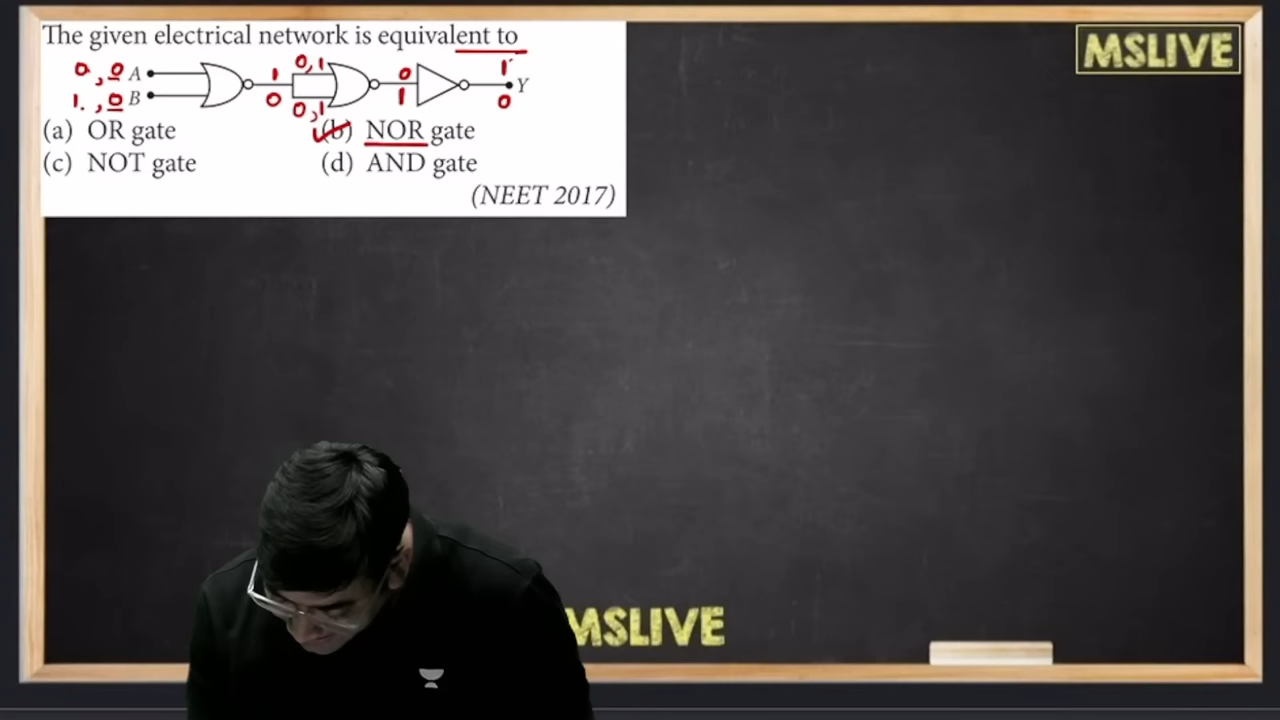 The given electrical network is equivalent to
MSLIVE
0 , 0 A
1 0, 1 0 1
Y
1 , 0 B
0 0, 1 1 0
(a) OR gate (b) NOR gate
(c) NOT gate (d) AND gate
(NEET 2017)
MSLIVE